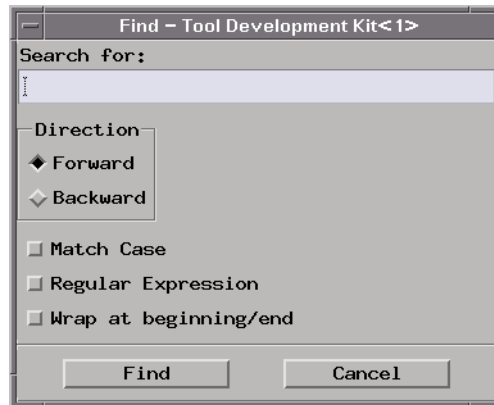 Find - Tool Development Kit<1>
Search for:
Direction
Forward
Backward
Match Case
Regular Expression
Wrap at beginning/end
Find
Cancel